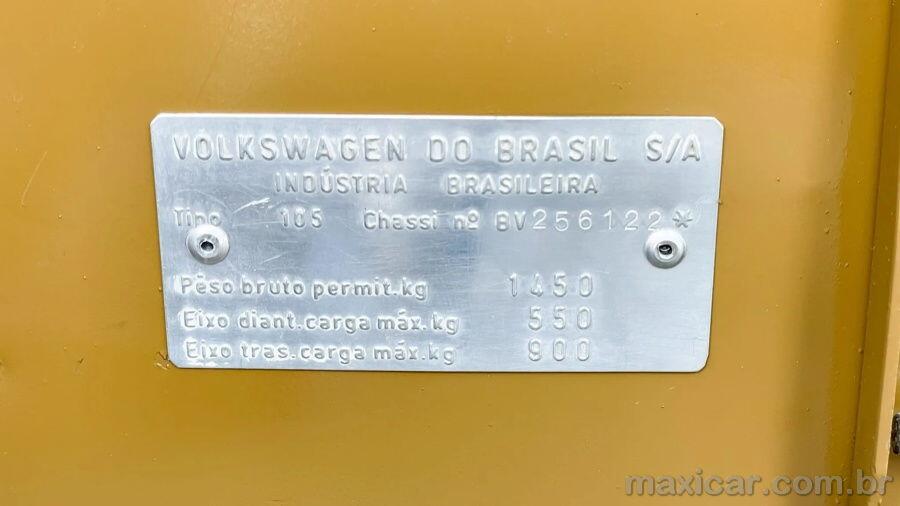 VOLKSWAGEN DO BRASIL S/A
INDÚSTRIA BRASILEIRA
Tipo 105 Chassi nº BV256122*
Pêso bruto permit.kg 1450
Eixo diant.carga máx.kg 550
Eixo tras.carga máx.kg 900
maxicar.com.br